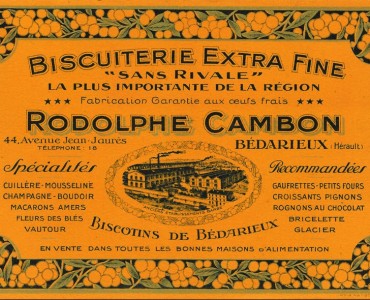 BISCUITERIE EXTRA FINE
"SANS RIVALE"
LA PLUS IMPORTANTE DE LA RÉGION
★★★ Fabrication Garantie aux œufs frais ★★★
RODOLPHE CAMBON
44, Avenue Jean-Jaurès
TÉLÉPHONE 18
BÉDARIEUX (Hérault)
Spécialités
CUILLÈRE-MOUSSELINE
CHAMPAGNE-BOUDOIR
MACARONS AMERS
FLEURS DES BLÉS
VAUTOUR
Recommandées
GAUFRETTES-PETITS FOURS
CROISSANTS PIGNONS
ROGNONS AU CHOCOLAT
BRICELETTE
GLACIER
BISCOTINS DE BÉDARIEUX
EN VENTE DANS TOUTES LES BONNES MAISONS D'ALIMENTATION